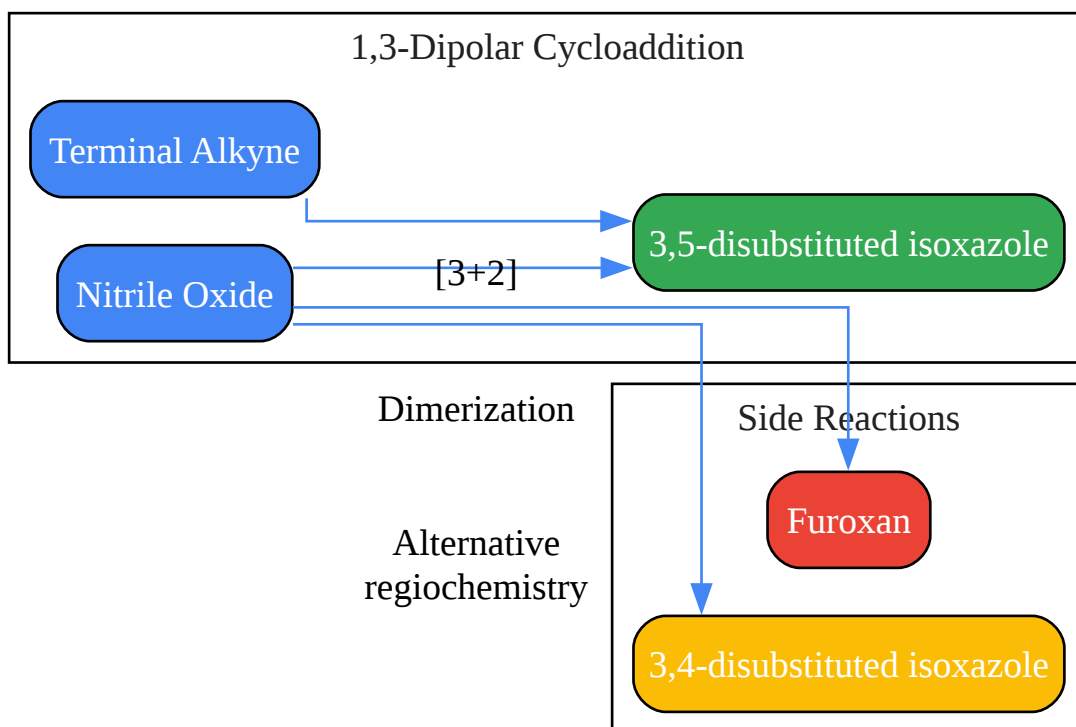 1,3-Dipolar Cycloaddition
Terminal Alkyne
3,5-disubstituted isoxazole
[3+2]
Nitrile Oxide
Dimerization
Side Reactions
Furoxan
Alternative
regiochemistry
3,4-disubstituted isoxazole